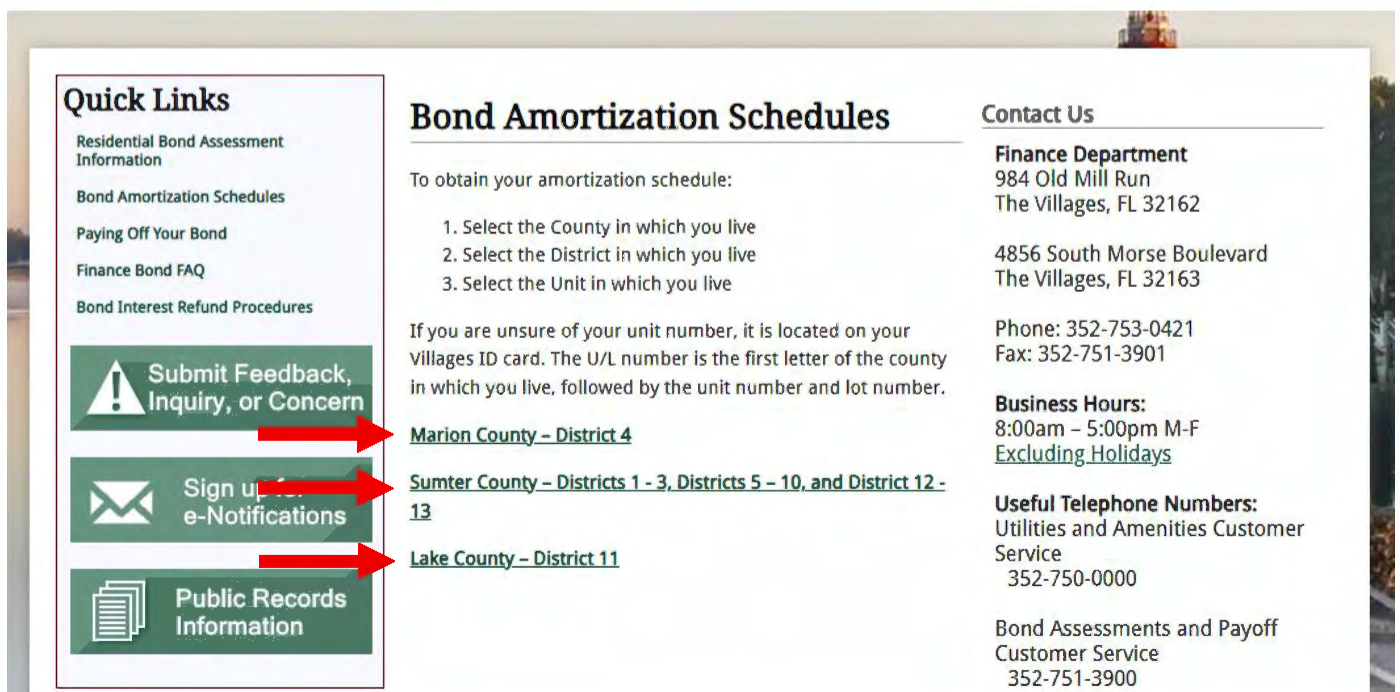 Quick Links
Residential Bond Assessment
Information
Bond Amortization Schedules
Paying Off Your Bond
Finance Bond FAQ
Bond Interest Refund Procedures
Submit Feedback,
Inquiry, or Concern
Sign up for
e-Notifications
Public Records
Information
Bond Amortization Schedules
To obtain your amortization schedule:
1. Select the County in which you live
2. Select the District in which you live
3. Select the Unit in which you live
If you are unsure of your unit number, it is located on your
Villages ID card. The U/L number is the first letter of the county
in which you live, followed by the unit number and lot number.
Marion County – District 4
Sumter County – Districts 1 - 3, Districts 5 – 10, and District 12 -
13
Lake County – District 11
Contact Us
Finance Department
984 Old Mill Run
The Villages, FL 32162
4856 South Morse Boulevard
The Villages, FL 32163
Phone: 352-753-0421
Fax: 352-751-3901
Business Hours:
8:00am – 5:00pm M-F
Excluding Holidays
Useful Telephone Numbers:
Utilities and Amenities Customer
Service
352-750-0000
Bond Assessments and Payoff
Customer Service
352-751-3900